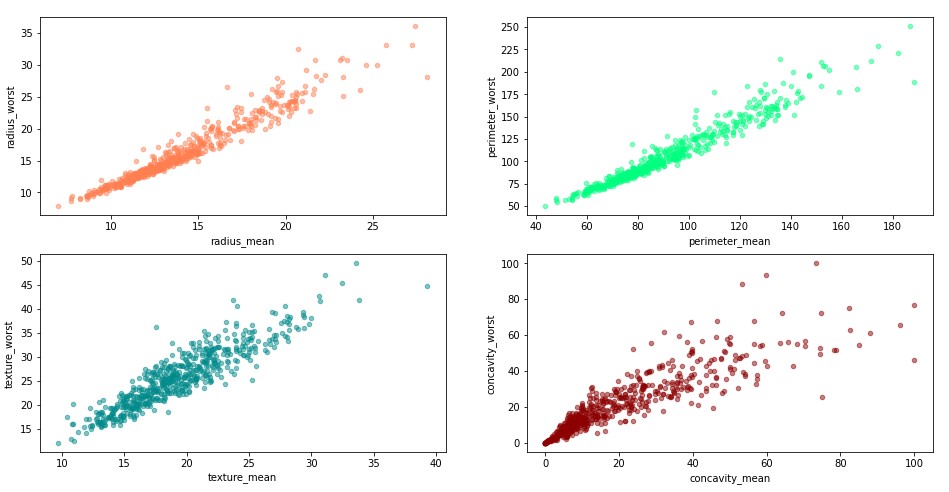 35
30
25
20
15
10
radius_worst
10 15 20 25
radius_mean
250
225
200
175
150
125
100
75
50
perimeter_worst
40 60 80 100 120 140 160 180
perimeter_mean
50
45
40
35
30
25
20
15
texture_worst
10 15 20 25 30 35 40
texture_mean
100
80
60
40
20
0
concavity_worst
0 20 40 60 80 100
concavity_mean